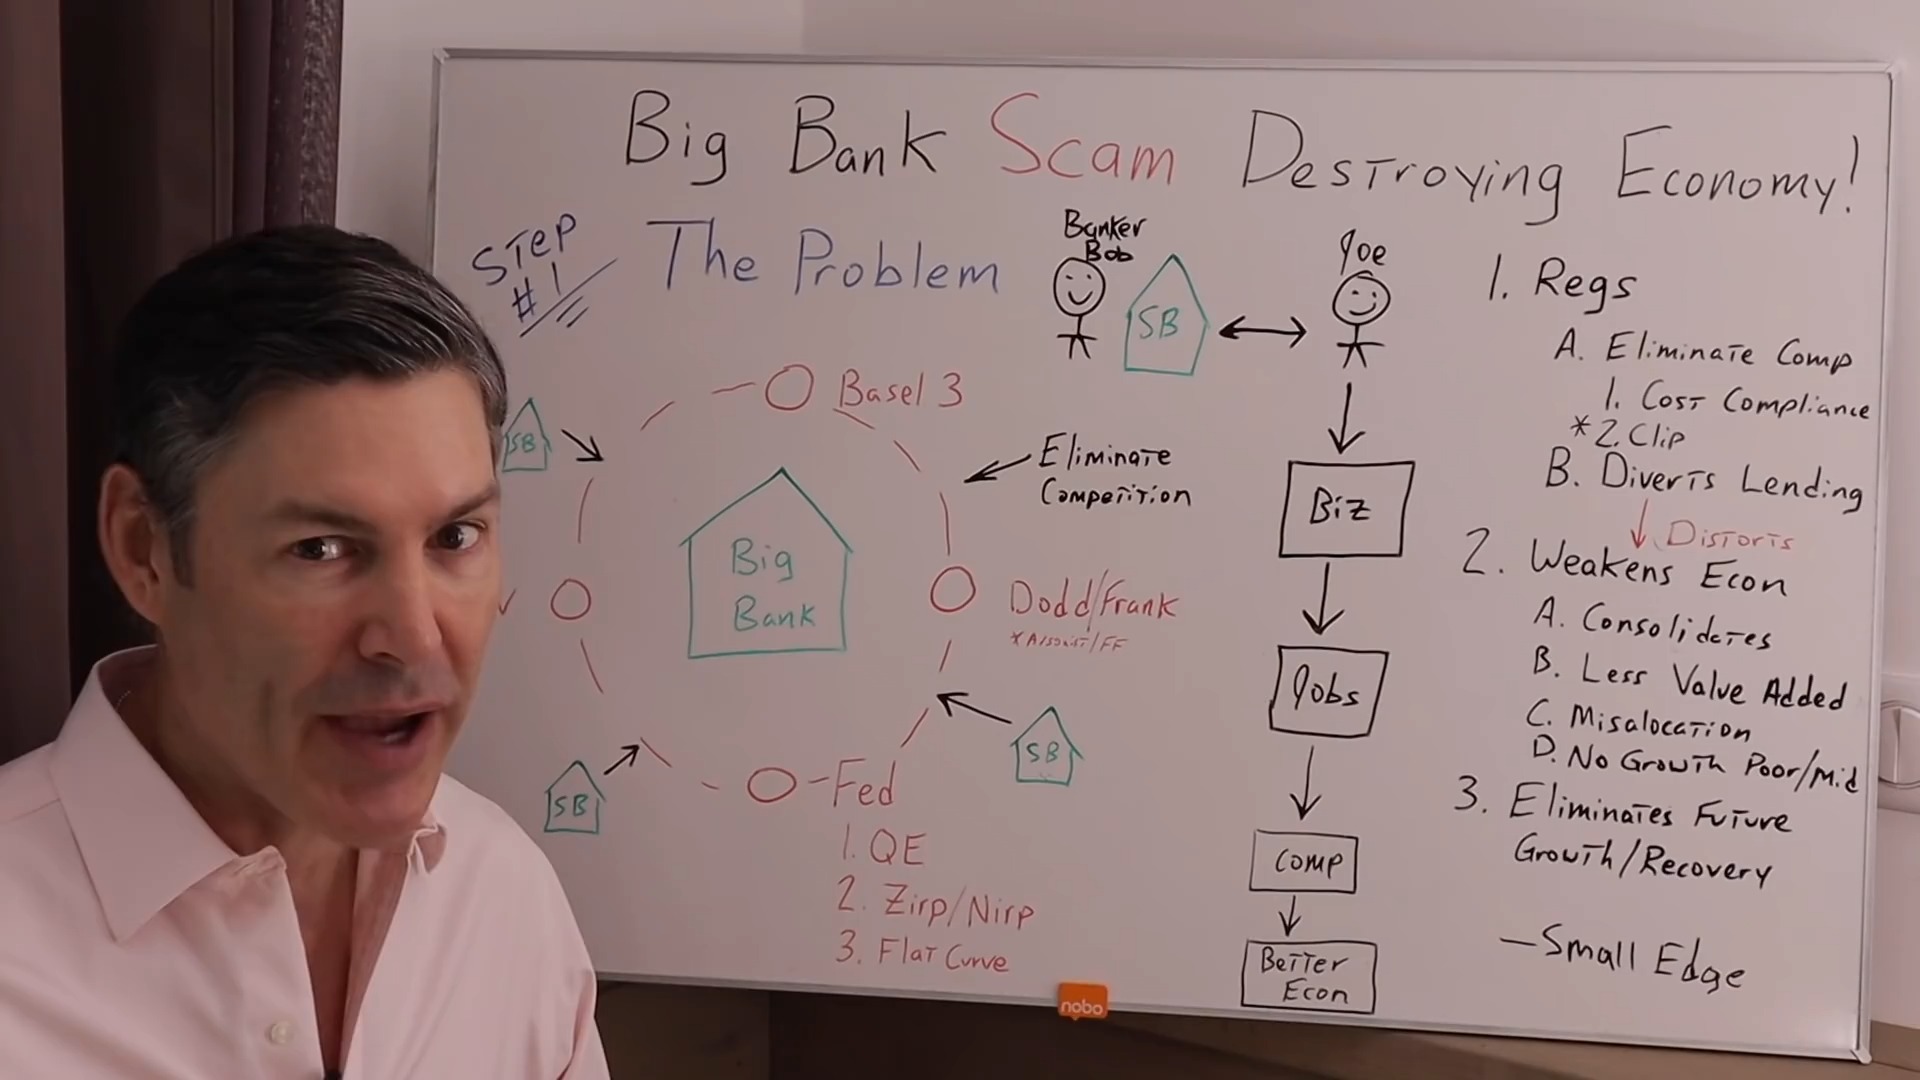 Big Bank Scam Destroying Economy!
Step
#1
The Problem
Banker
Bob
SB
Joe
SB
Basel 3
Eliminate
Competition
Big
Bank
Dodd/Frank
SB
SB
Fed
1. QE
2. Zirp/Nirp
3. Flat Curve
Biz
Jobs
Comp
Better
Econ
1. Regs
A. Eliminate Comp
1. Cost Compliance
*2. Clip
B. Diverts Lending
Distorts
2. Weakens Econ
A. Consolidates
B. Less Value Added
C. Misalocation
D. No Growth Poor/Mid
3. Eliminates Future
Growth/Recovery
- Small Edge
nobo